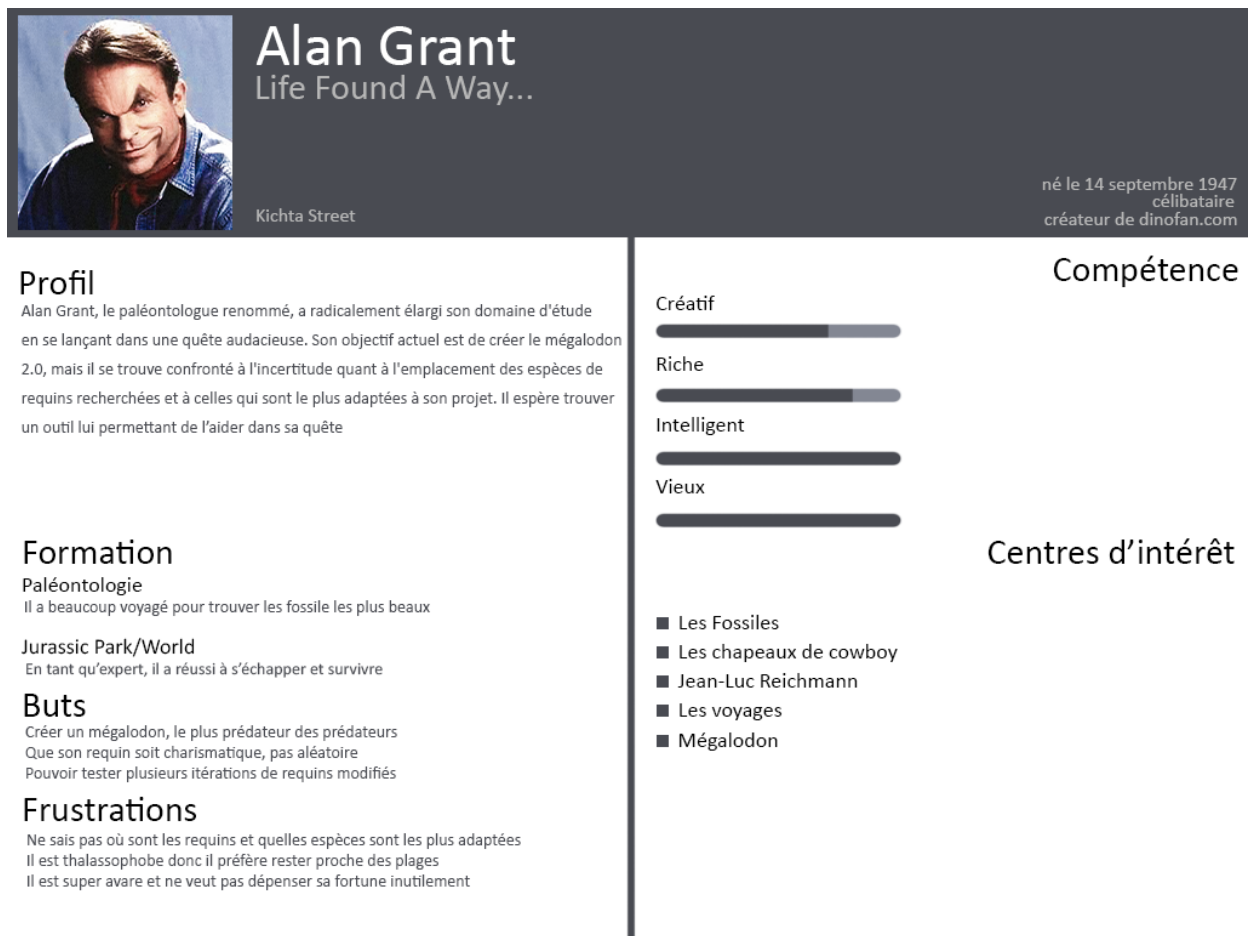 Alan Grant
Life Found A Way...
Kichta Street
né le 14 septembre 1947
célibataire
créateur de dinofan.com
Profil
Alan Grant, le paléontologue renommé, a radicalement élargi son domaine d'étude
en se lançant dans une quête audacieuse. Son objectif actuel est de créer le mégalodon
2.0, mais il se trouve confronté à l'incertitude quant à l'emplacement des espèces de
requins recherchées et à celles qui sont le plus adaptées à son projet. Il espère trouver
un outil lui permettant de l’aider dans sa quête
Formation
Paléontologie
Il a beaucoup voyagé pour trouver les fossile les plus beaux
Jurassic Park/World
En tant qu’expert, il a réussi à s’échapper et survivre
Buts
Créer un mégalodon, le plus prédateur des prédateurs
Que son requin soit charismatique, pas aléatoire
Pouvoir tester plusieurs itérations de requins modifiés
Frustrations
Ne sais pas où sont les requins et quelles espèces sont les plus adaptées
Il est thalassophobe donc il préfère rester proche des plages
Il est super avare et ne veut pas dépenser sa fortune inutilement
Compétence
Créatif
Riche
Intelligent
Vieux
Centres d’intérêt
Les Fossiles
Les chapeaux de cowboy
Jean-Luc Reichmann
Les voyages
Mégalodon